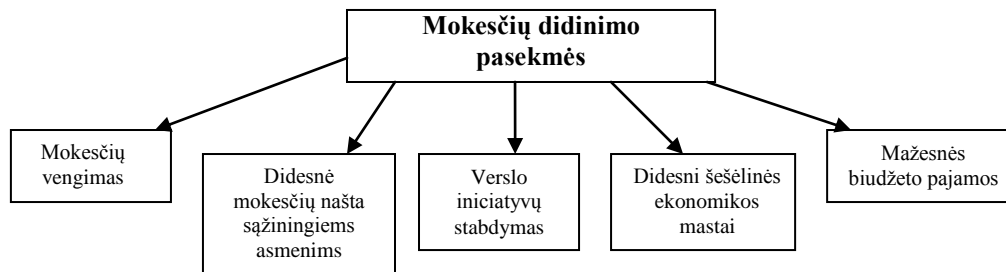 Mokesčių didinimo
pasekmės
Mokesčių
vengimas
Didesnė
mokesčių našta
sąžiningiems
asmenims
Verslo
iniciatyvų
stabdymas
Didesni šešėlinės
ekonomikos
mastai
Mažesnės
biudžeto pajamos